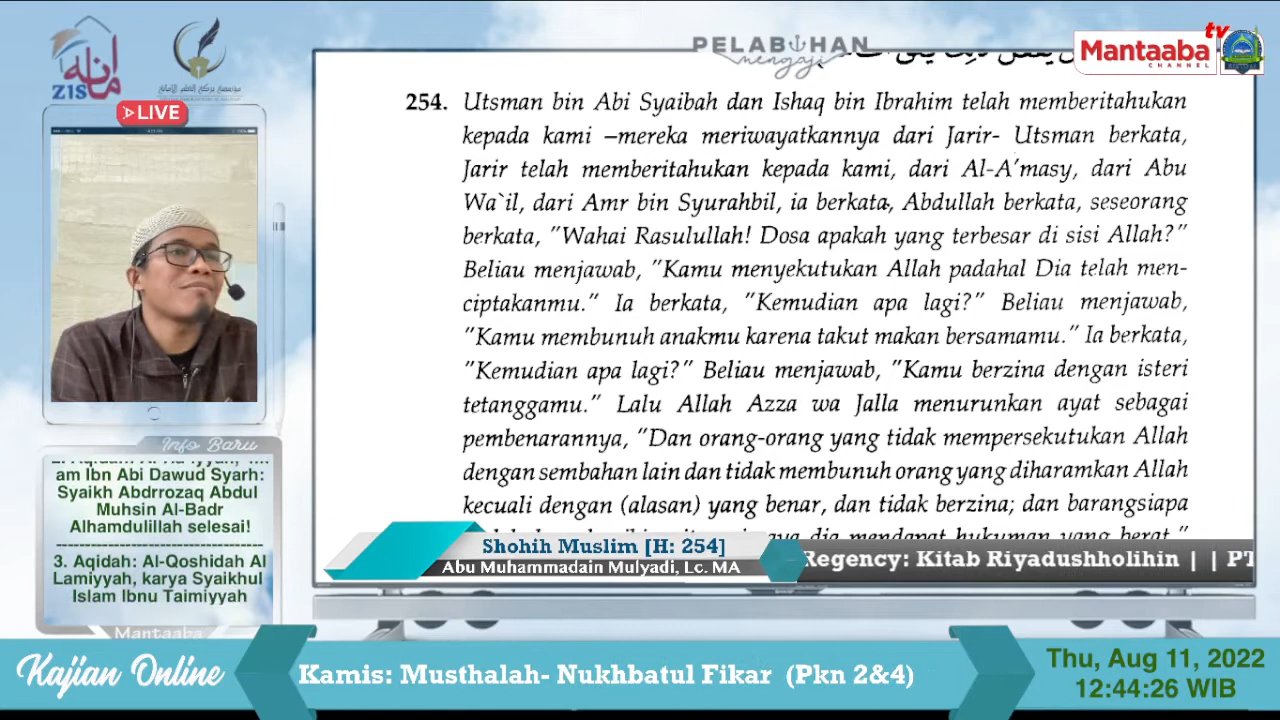 PELABUHAN
mengaji
tv
Mantaaba
CHANNEL
ZIS
LIVE
254. Utsman bin Abi Syaibah dan Ishaq bin Ibrahim telah memberitahukan
kepada kami –mereka meriwayatkannya dari Jarir- Utsman berkata,
Jarir telah memberitahukan kepada kami, dari Al-A'masy, dari Abu
Wa`il, dari Amr bin Syurahbil, ia berkata, Abdullah berkata, seseorang
berkata, "Wahai Rasulullah! Dosa apakah yang terbesar di sisi Allah?"
Beliau menjawab, "Kamu menyekutukan Allah padahal Dia telah men-
ciptakanmu." Ia berkata, "Kemudian apa lagi?" Beliau menjawab,
"Kamu membunuh anakmu karena takut makan bersamamu." Ia berkata,
"Kemudian apa lagi?" Beliau menjawab, "Kamu berzina dengan isteri
tetanggamu." Lalu Allah Azza wa Jalla menurunkan ayat sebagai
pembenarannya, "Dan orang-orang yang tidak mempersekutukan Allah
dengan sembahan lain dan tidak membunuh orang yang diharamkan Allah
kecuali dengan (alasan) yang benar, dan tidak berzina; dan barangsiapa
dia mendapat hukuman yang berat."
Info Baru
am Ibn Abi Dawud Syarh:
Syaikh Abdrrozaq Abdul
Muhsin Al-Badr
Alhamdulillah selesai!
---------------------------------
3. Aqidah: Al-Qoshidah Al
Lamiyyah, karya Syaikhul
Islam Ibnu Taimiyyah
Mantaaba
Shohih Muslim [H: 254]
Abu Muhammadain Mulyadi, Lc. MA
Regency: Kitab Riyadushholihin | | PT
Kajian Online
Kamis: Musthalah- Nukhbatul Fikar (Pkn 2&4)
Thu, Aug 11, 2022
12:44:26 WIB